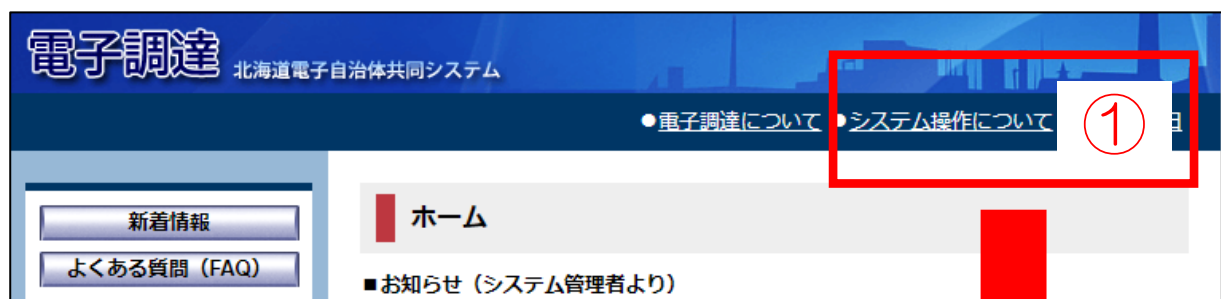 電子調達 北海道電子自治体共同システム
●電子調達について ●システム操作について ① 日
新着情報
よくある質問（FAQ）
ホーム
■お知らせ（システム管理者より）